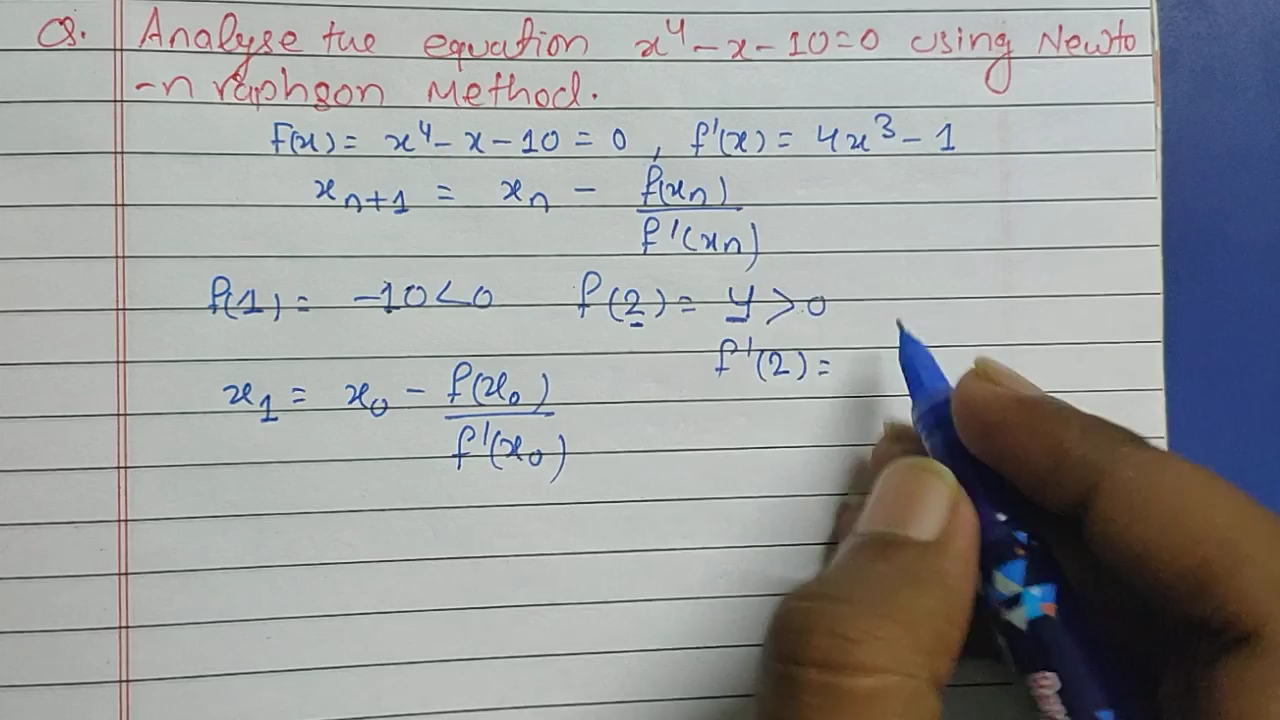 Q. Analyse the equation x⁴-x-10=0 using Newto
-n raphson Method.
F(x)= x⁴-x-10=0, f'(x)= 4x³-1
xₙ₊₁ = xₙ - f(xₙ)/f'(xₙ)
f(1)= -10<0 f(2)= 4>0
f'(2)=
x₁= x₀ - f(x₀)/f'(x₀)